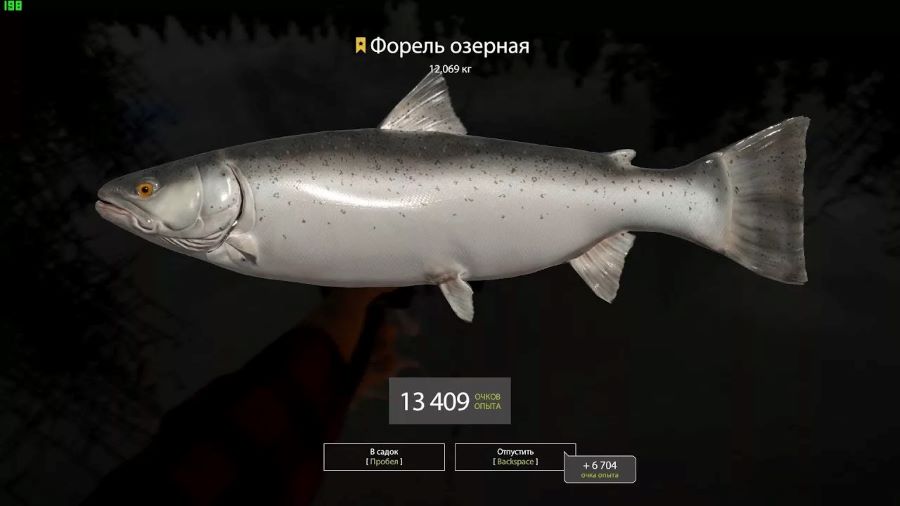 198
Форель озерная
12,069 кг
13 409 ОЧКОВ
ОПЫТА
В садок
[ Пробел ]
Отпустить
[ Backspace ]
+ 6 704
очка опыта